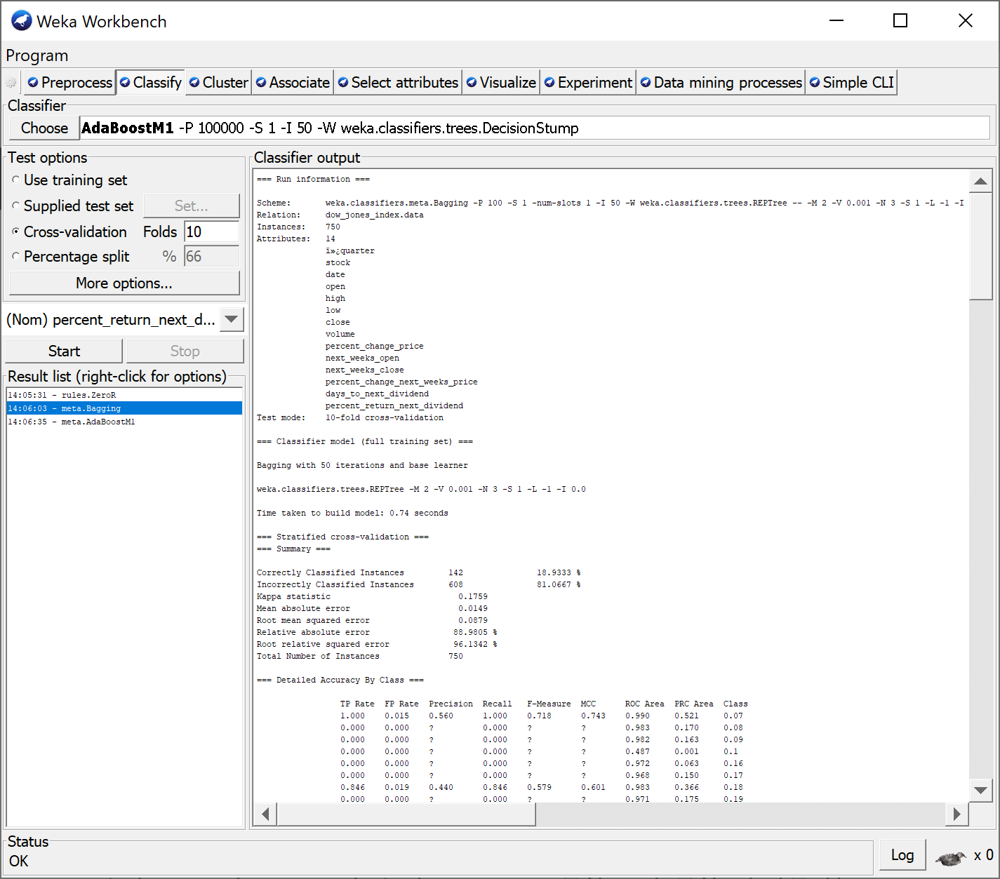 Weka Workbench
Program
Preprocess Classify Cluster Associate Select attributes Visualize Experiment Data mining processes Simple CLI
Classifier
Choose AdaBoostM1 -P 100000 -S 1 -I 50 -W weka.classifiers.trees.DecisionStump
Test options
Use training set
Supplied test set Set...
Cross-validation Folds 10
Percentage split % 66
More options...
(Nom) percent_return_next_d...
Start Stop
Result list (right-click for options)
14:05:31 - rules.ZeroR
14:06:03 - meta.Bagging
14:06:35 - meta.AdaBoostM1
Classifier output
=== Run information ===
Scheme: weka.classifiers.meta.Bagging -P 100 -S 1 -num-slots 1 -I 50 -W weka.classifiers.trees.REPTree -- -M 2 -V 0.001 -N 3 -S 1 -L -1 -I
Relation: dow_jones_index.data
Instances: 750
Attributes: 14
ï»¿quarter
stock
date
open
high
low
close
volume
percent_change_price
next_weeks_open
next_weeks_close
percent_change_next_weeks_price
days_to_next_dividend
percent_return_next_dividend
Test mode: 10-fold cross-validation
=== Classifier model (full training set) ===
Bagging with 50 iterations and base learner
weka.classifiers.trees.REPTree -M 2 -V 0.001 -N 3 -S 1 -L -1 -I 0.0
Time taken to build model: 0.74 seconds
=== Stratified cross-validation ===
=== Summary ===
Correctly Classified Instances 142 18.9333 %
Incorrectly Classified Instances 608 81.0667 %
Kappa statistic 0.1759
Mean absolute error 0.0149
Root mean squared error 0.0879
Relative absolute error 88.9805 %
Root relative squared error 96.1342 %
Total Number of Instances 750
=== Detailed Accuracy By Class ===
TP Rate FP Rate Precision Recall F-Measure MCC ROC Area PRC Area Class
1.000 0.015 0.560 1.000 0.718 0.743 0.990 0.521 0.07
0.000 0.000 ? 0.000 ? ? 0.983 0.170 0.08
0.000 0.000 ? 0.000 ? ? 0.982 0.163 0.09
0.000 0.000 ? 0.000 ? ? 0.487 0.001 0.1
0.000 0.000 ? 0.000 ? ? 0.972 0.063 0.16
0.000 0.000 ? 0.000 ? ? 0.968 0.150 0.17
0.846 0.019 0.440 0.846 0.579 0.601 0.983 0.366 0.18
0.000 0.000 ? 0.000 ? ? 0.971 0.175 0.19
Status
OK
Log
x 0